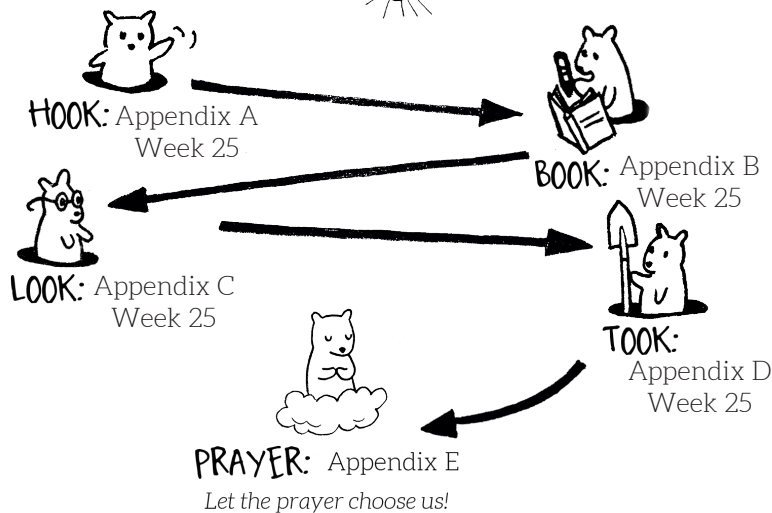 HOOK: Appendix A
Week 25
BOOK: Appendix B
Week 25
LOOK: Appendix C
Week 25
TOOK:
Appendix D
Week 25
PRAYER: Appendix E
Let the prayer choose us!